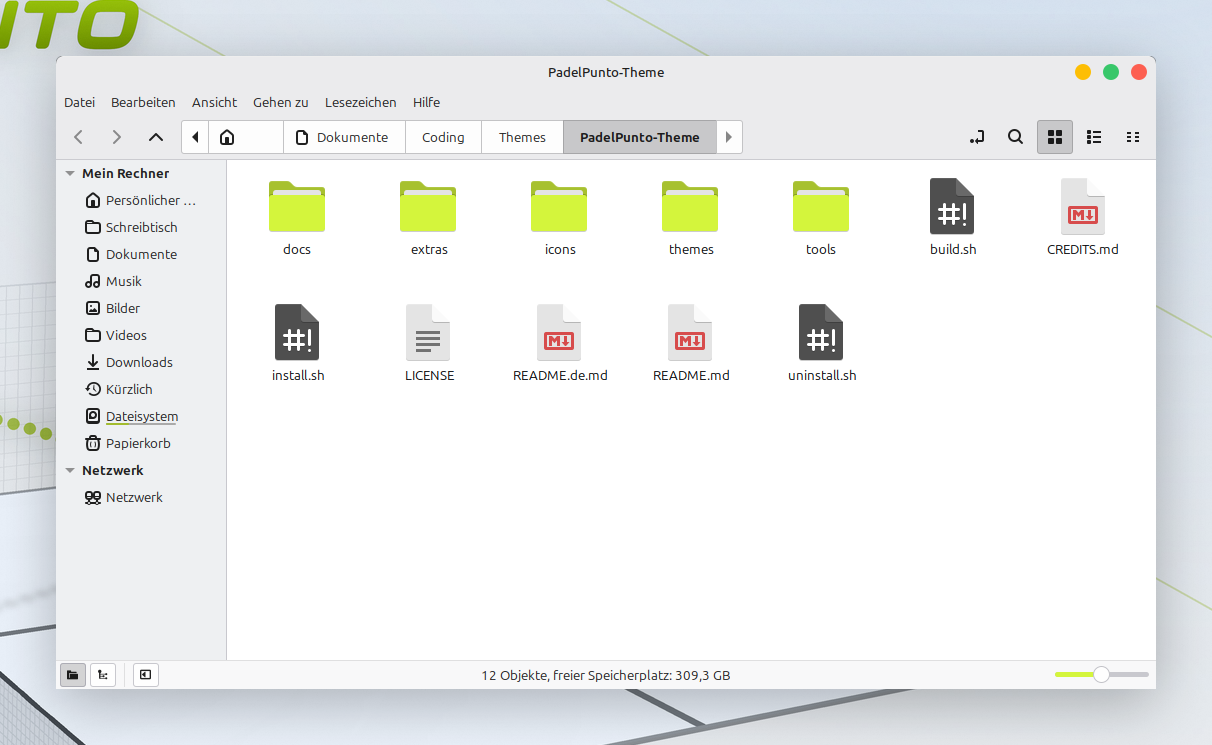 PadelPunto-Theme
Datei Bearbeiten Ansicht Gehen zu Lesezeichen Hilfe
Dokumente Coding Themes PadelPunto-Theme
Mein Rechner
Persönlicher ...
Schreibtisch
Dokumente
Musik
Bilder
Videos
Downloads
Kürzlich
Dateisystem
Papierkorb
Netzwerk
Netzwerk
docs extras icons themes tools build.sh CREDITS.md
install.sh LICENSE README.de.md README.md uninstall.sh
12 Objekte, freier Speicherplatz: 309,3 GB